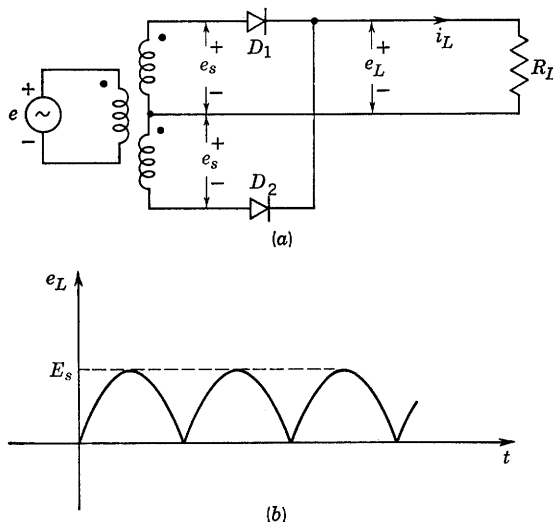 +
e
~
−
+
e_s
−
+
e_s
−
D_1
D_2
+
e_L
−
i_L
R_L
(a)
e_L
E_s
t
(b)